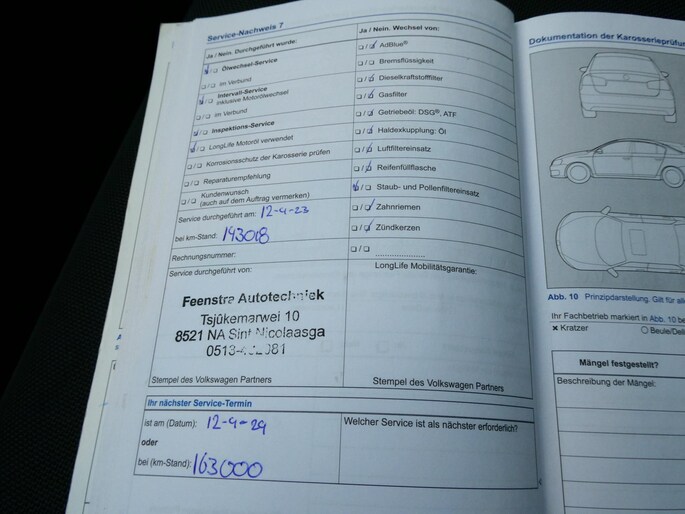 Service-Nachweis 7
Ja / Nein. Durchgeführt wurde:
Ölwechsel-Service
im Verbund
Intervall-Service
Inklusive Motorölwechsel
im Verbund
Inspektions-Service
LongLife Motoröl verwendet
Korrosionsschutz der Karosserie prüfen
Reparaturempfehlung
Kundenwunsch
(auch auf dem Auftrag vermerken)
Service durchgeführt am: 12-4-23
bei km-Stand: 143018
Rechnungsnummer:
Service durchgeführt von:
Feenstra Autotechniek
Tsjûkemarwei 10
8521 NA Sint Nicolaasga
Stempel des Volkswagen Partners
Ja / Nein. Wechsel von:
AdBlue®
Bremsflüssigkeit
Dieselkraftstofffilter
Gasfilter
Getriebeöl: DSG®, ATF
Haldexkupplung: Öl
Luftfiltereinsatz
Reifenfüllflasche
Staub- und Pollenfiltereinsatz
Zahnriemen
Zündkerzen
LongLife Mobilitätsgarantie:
Stempel des Volkswagen Partners
Ihr nächster Service-Termin
ist am (Datum):
oder
bei (km-Stand): 163000
Welcher Service ist als nächster erforderlich?
Dokumentation der Karosserieprüfun
Abb. 10 Prinzipdarstellung. Gilt für alle
Ihr Fachbetrieb markiert in Abb. 10 be
× Kratzer
Beule/Delle
Mängel festgestellt?
Beschreibung der Mängel: